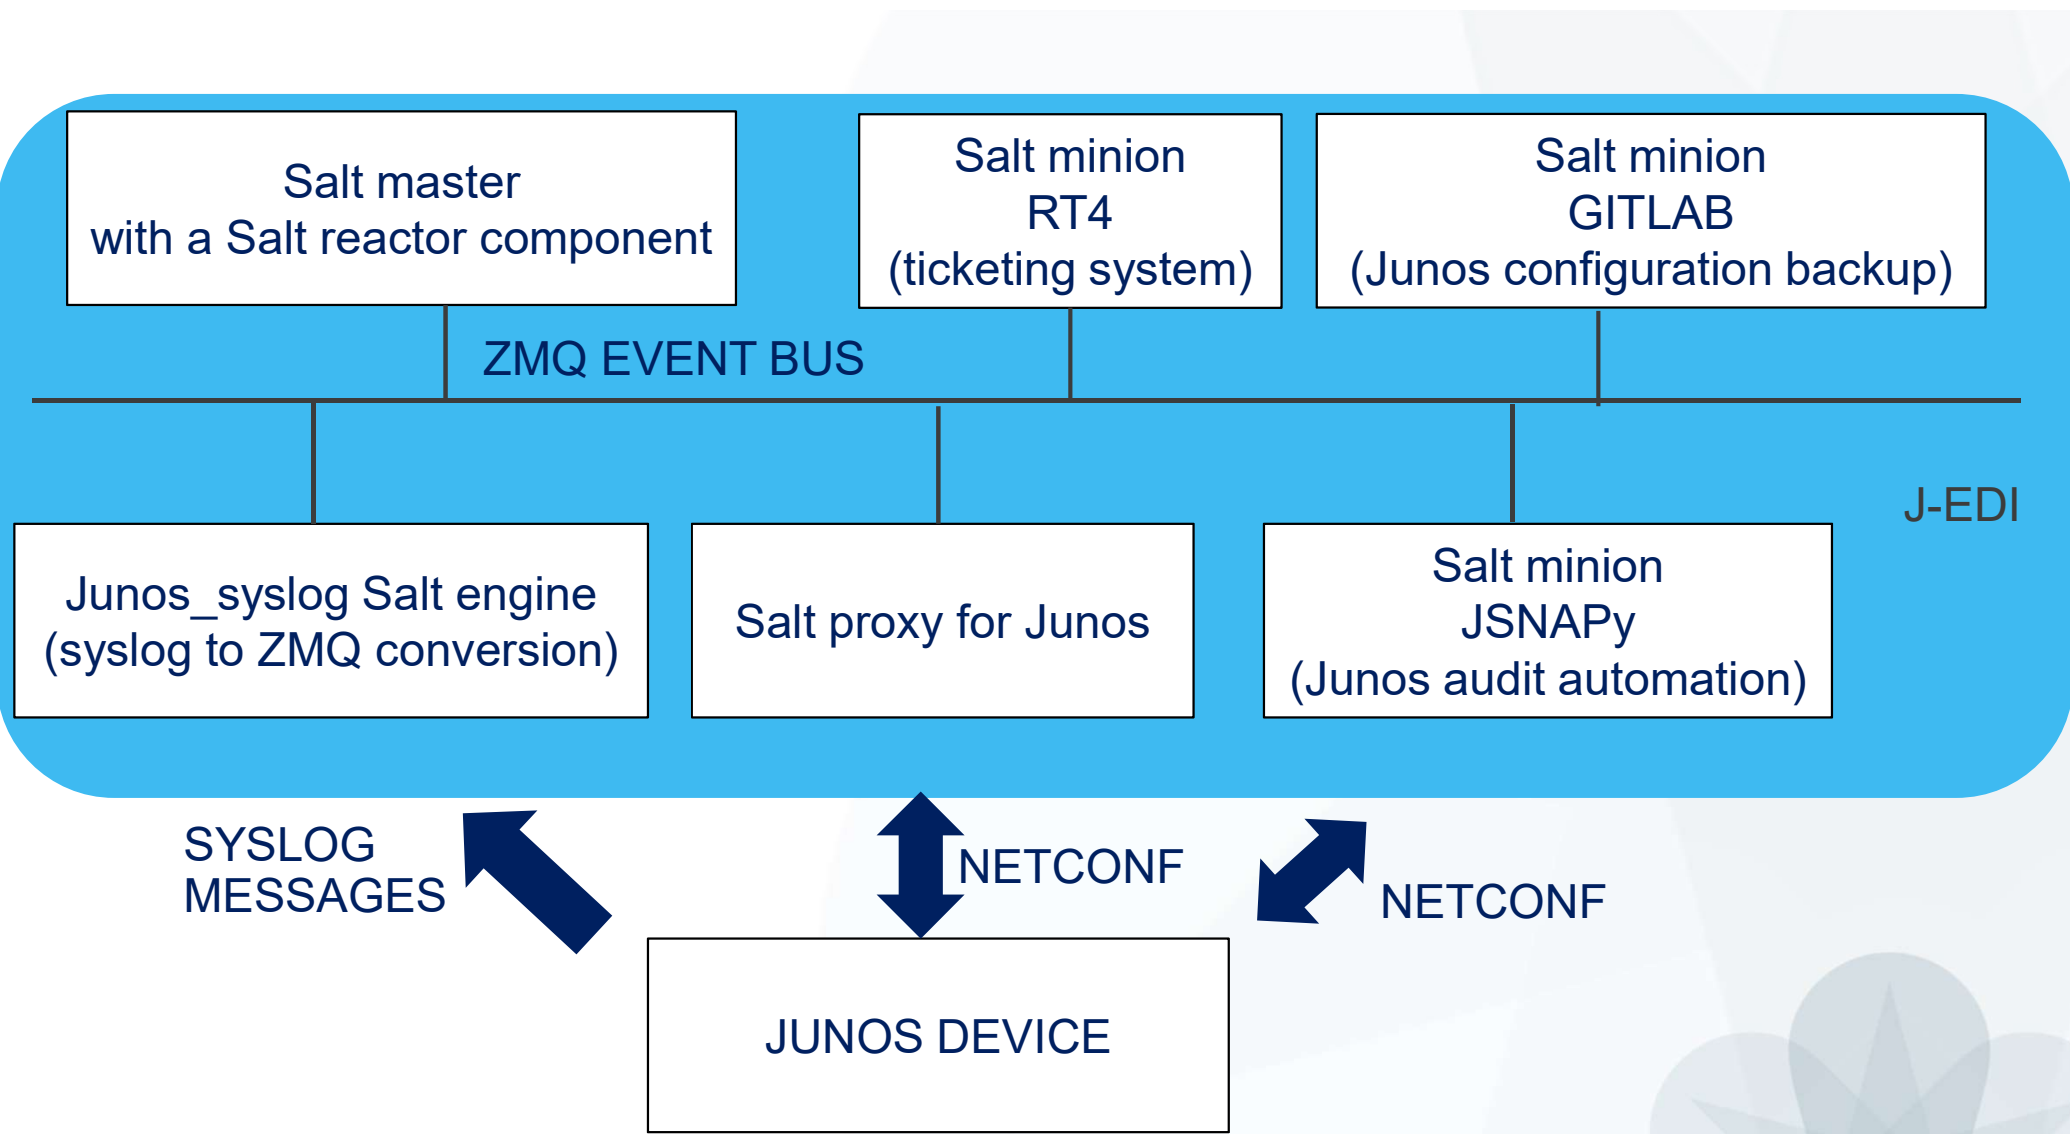 Salt master
with a Salt reactor component
Salt minion
RT4
(ticketing system)
Salt minion
GITLAB
(Junos configuration backup)
ZMQ EVENT BUS
J-EDI
Junos_syslog Salt engine
(syslog to ZMQ conversion)
Salt proxy for Junos
Salt minion
JSNAPy
(Junos audit automation)
SYSLOG
MESSAGES
NETCONF
NETCONF
JUNOS DEVICE